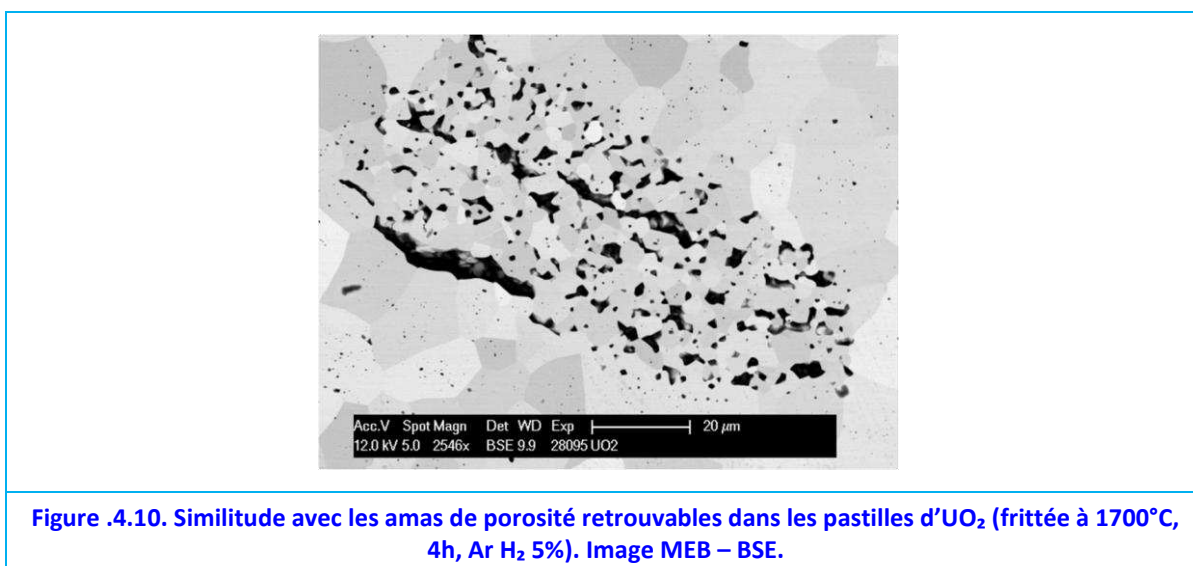 Acc.V Spot Magn Det WD Exp 20 µm
12.0 kV 5.0 2546x BSE 9.9 28095 UO2
Figure .4.10. Similitude avec les amas de porosité retrouvables dans les pastilles d’UO₂ (frittée à 1700°C,
4h, Ar H₂ 5%). Image MEB – BSE.